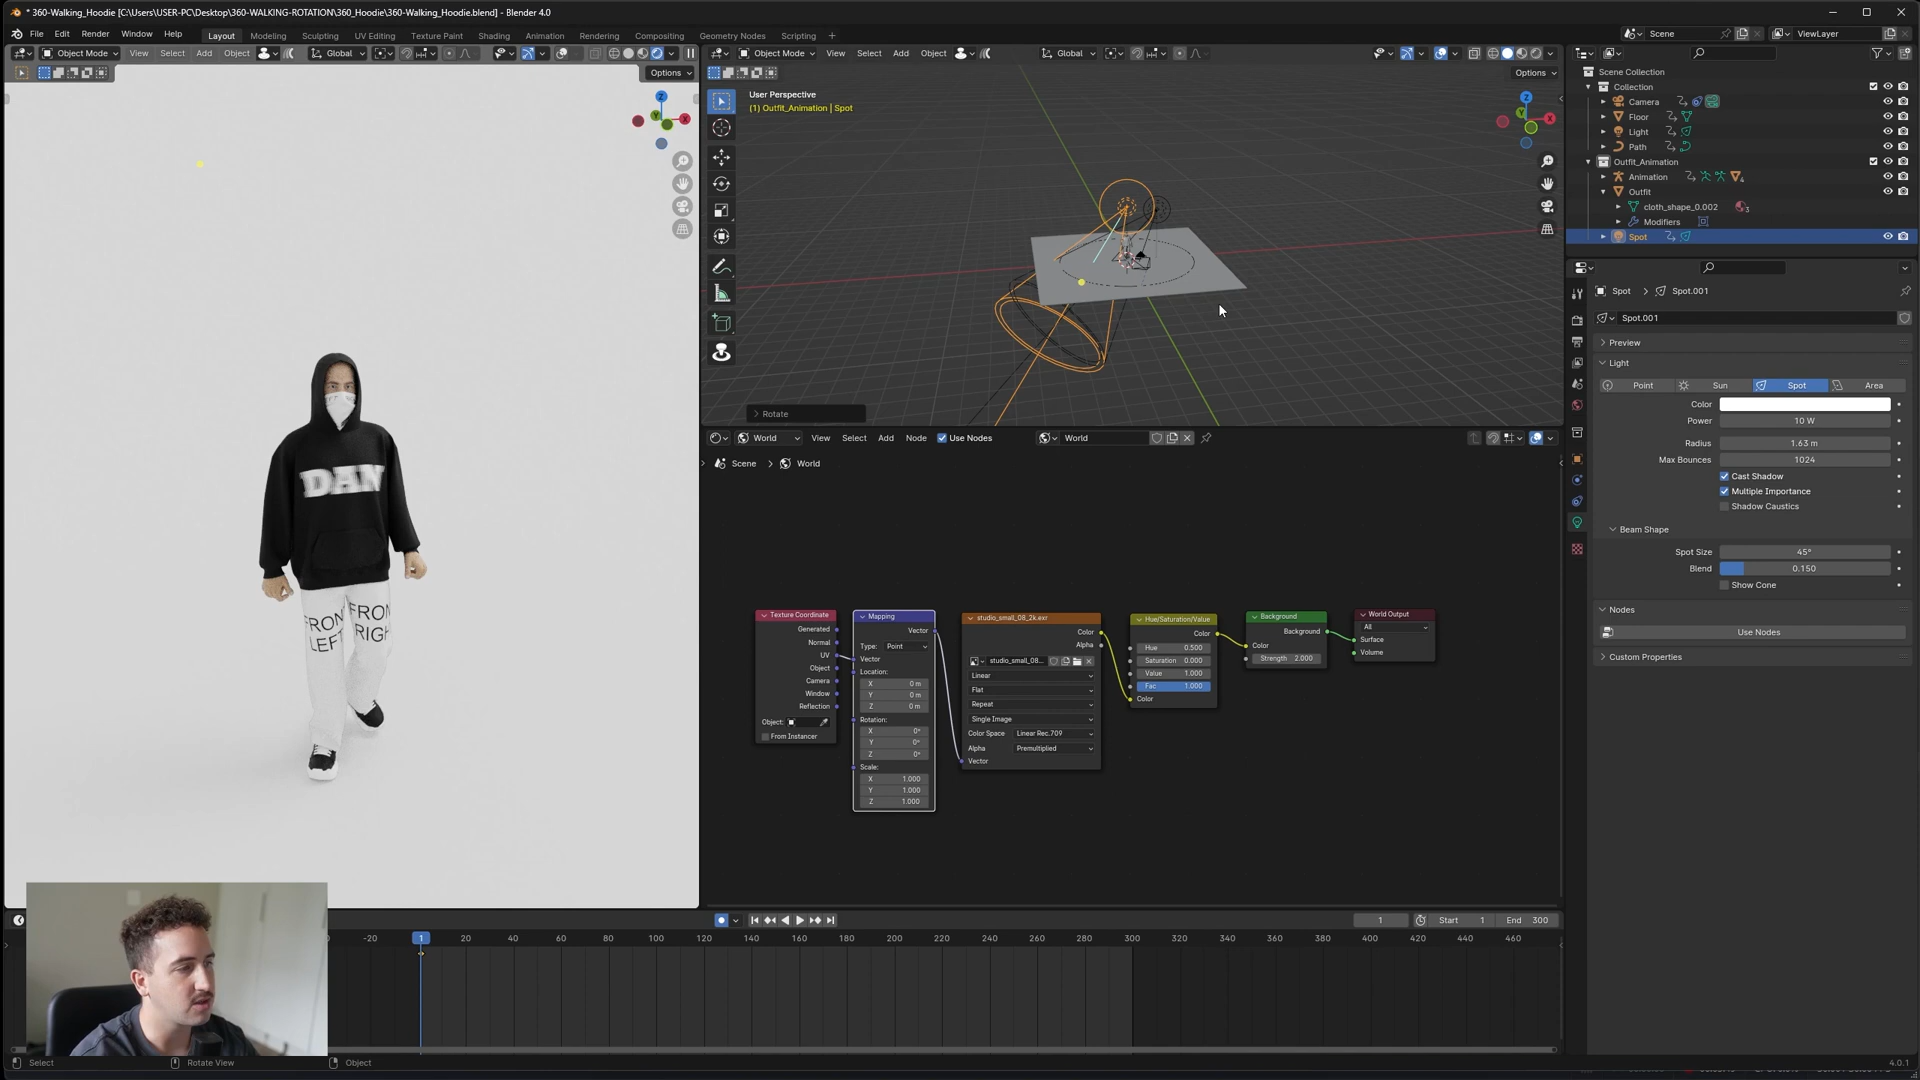 * 360-Walking_Hoodie [C:\Users\USER-PC\Desktop\360-WALKING-ROTATION\360_Hoodie\360-Walking_Hoodie.blend] - Blender 4.0
File Edit Render Window Help Layout Modeling Sculpting UV Editing Texture Paint Shading Animation Rendering Compositing Geometry Nodes Scripting + Scene ViewLayer
Object Mode View Select Add Object Global
Object Mode View Select Add Object Global
Options
Options
User Perspective
(1) Outfit_Animation | Spot
Z
Y
X
Z
Y
X
Rotate
DAN
FRON
LEFT
FRON
RIGH
Scene Collection
Collection
Camera
Floor
Light
Path
Outfit_Animation
Animation
Outfit
cloth_shape_0.002
Modifiers
Spot
Spot > Spot.001
Spot.001
Preview
Light
Point Sun Spot Area
Color
Power 10 W
Radius 1.63 m
Max Bounces 1024
Cast Shadow
Multiple Importance
Shadow Caustics
Beam Shape
Spot Size 45°
Blend 0.150
Show Cone
Nodes
Use Nodes
Custom Properties
World View Select Add Node Use Nodes World
Scene > World
Texture Coordinate
Generated
Normal
UV
Object
Camera
Window
Reflection
Object:
From Instancer
Mapping
Vector
Type: Point
Vector
Location:
X 0 m
Y 0 m
Z 0 m
Rotation:
X 0°
Y 0°
Z 0°
Scale:
X 1.000
Y 1.000
Z 1.000
studio_small_08_2k.exr
Color
Alpha
studio_small_08...
Linear
Flat
Repeat
Single Image
Color Space Linear Rec.709
Alpha Premultiplied
Vector
Hue/Saturation/Value
Color
Hue 0.500
Saturation 0.000
Value 1.000
Fac 1.000
Color
Background
Background
Color
Strength 2.000
World Output
All
Surface
Volume
1 Start 1 End 300
-20 1 20 40 60 80 100 120 140 160 180 200 220 240 260 280 300 320 340 360 380 400 420 440 460
Select Rotate View Object 4.0.1